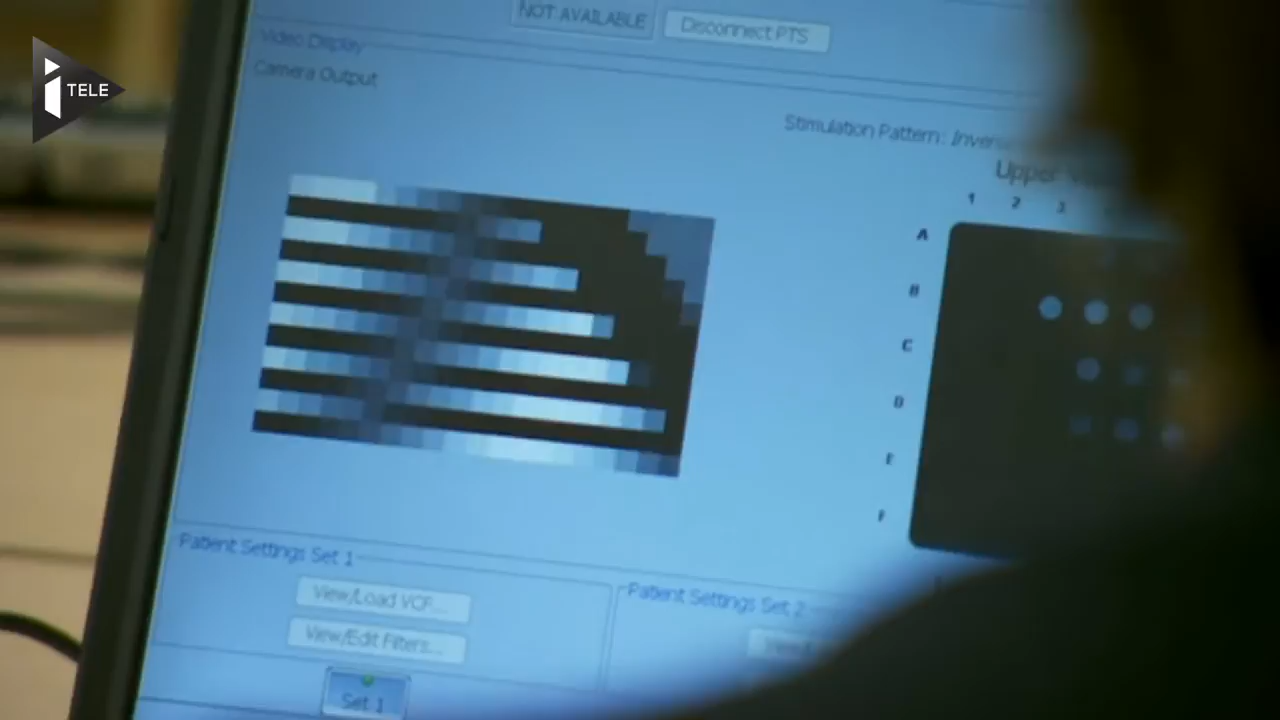 i TELE
NOT AVAILABLE
Disconnect PTS
Video Display
Camera Output
Stimulation Pattern:
Upper
1 2 3
A
B
C
D
E
F
Patient Settings Set 1
View/Load VCF...
View/Edit Filters...
Set 1
Patient Settings Set 2